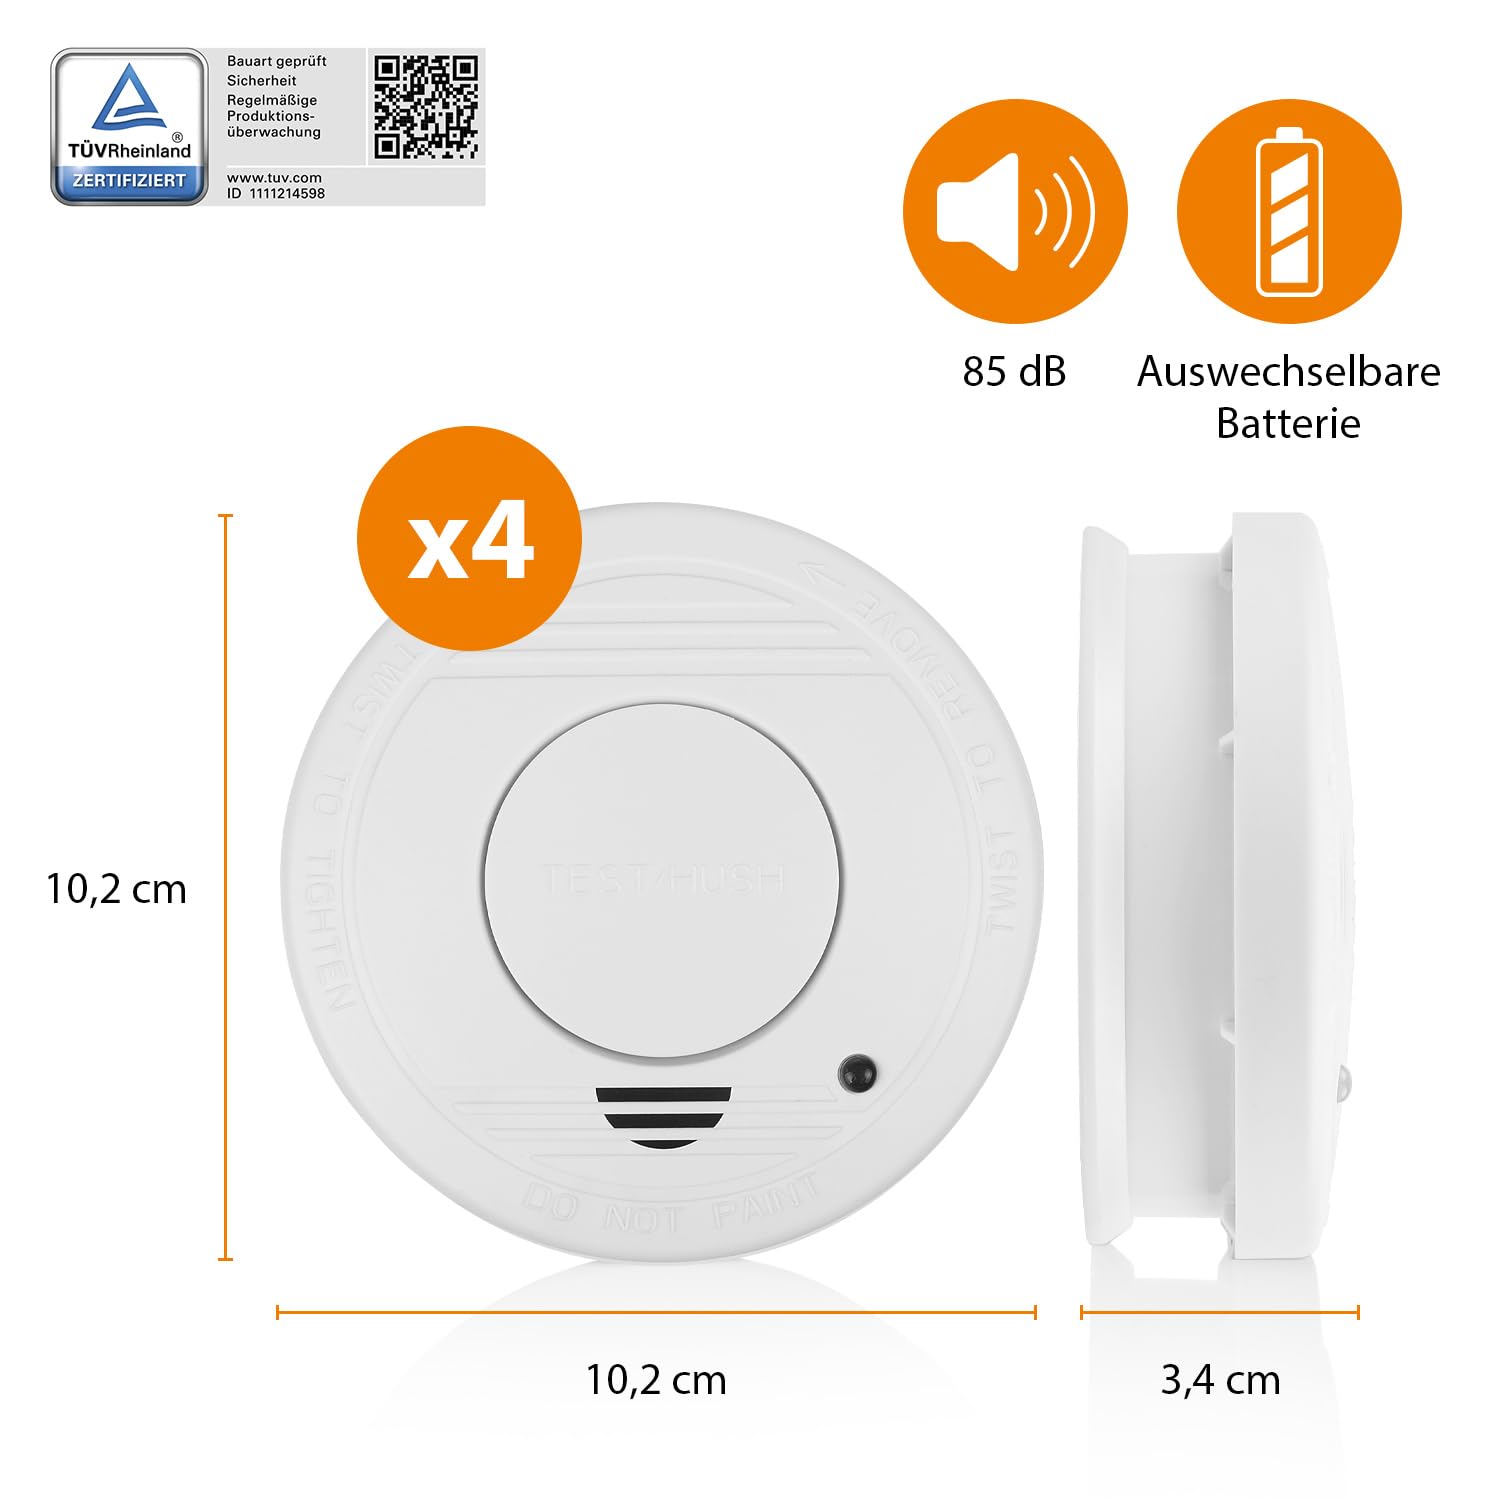 TÜVRheinland®
ZERTIFIZIERT
Bauart geprüft
Sicherheit
Regelmäßige
Produktions-
überwachung
www.tuv.com
ID 1111214598
85 dB
Auswechselbare
Batterie
x4
10,2 cm
TWIST TO TIGHTEN
TWIST TO REMOVE
TEST/HUSH
DO NOT PAINT
10,2 cm
3,4 cm